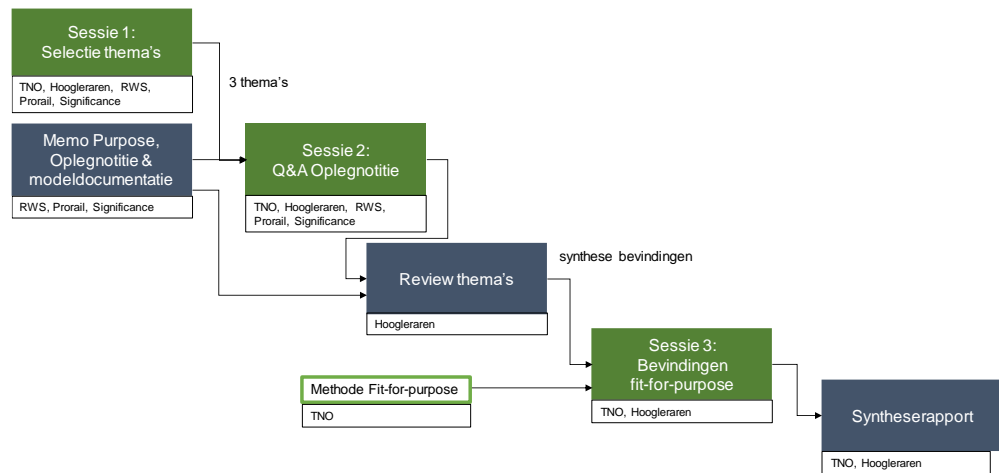 Sessie 1:
Selectie thema's
TNO, Hoogleraren, RWS,
Prorail, Significance
3 thema's
Memo Purpose,
Oplegnotitie &
modeldocumentatie
RWS, Prorail, Significance
Sessie 2:
Q&A Oplegnotitie
TNO, Hoogleraren, RWS,
Prorail, Significance
synthese bevindingen
Review thema's
Hoogleraren
Sessie 3:
Bevindingen
fit-for-purpose
TNO, Hoogleraren
Methode Fit-for-purpose
TNO
Syntheserapport
TNO, Hoogleraren